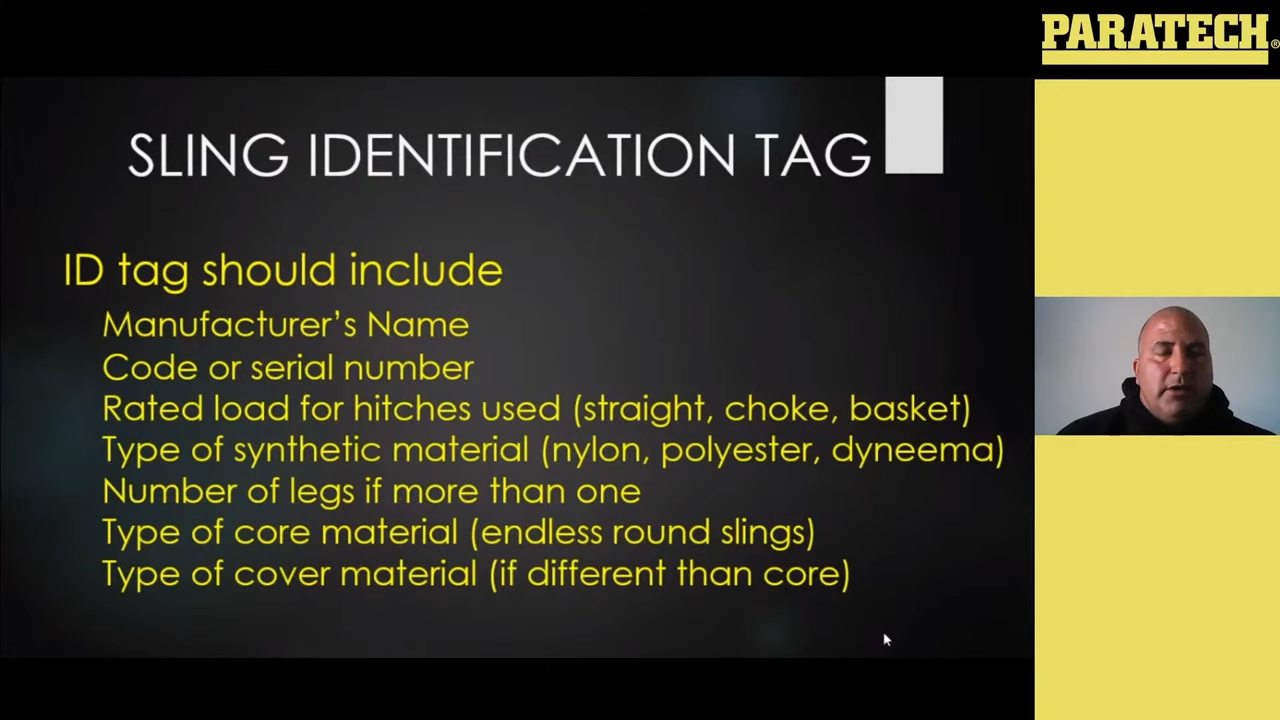 PARATECH®
SLING IDENTIFICATION TAG
ID tag should include
Manufacturer’s Name
Code or serial number
Rated load for hitches used (straight, choke, basket)
Type of synthetic material (nylon, polyester, dyneema)
Number of legs if more than one
Type of core material (endless round slings)
Type of cover material (if different than core)